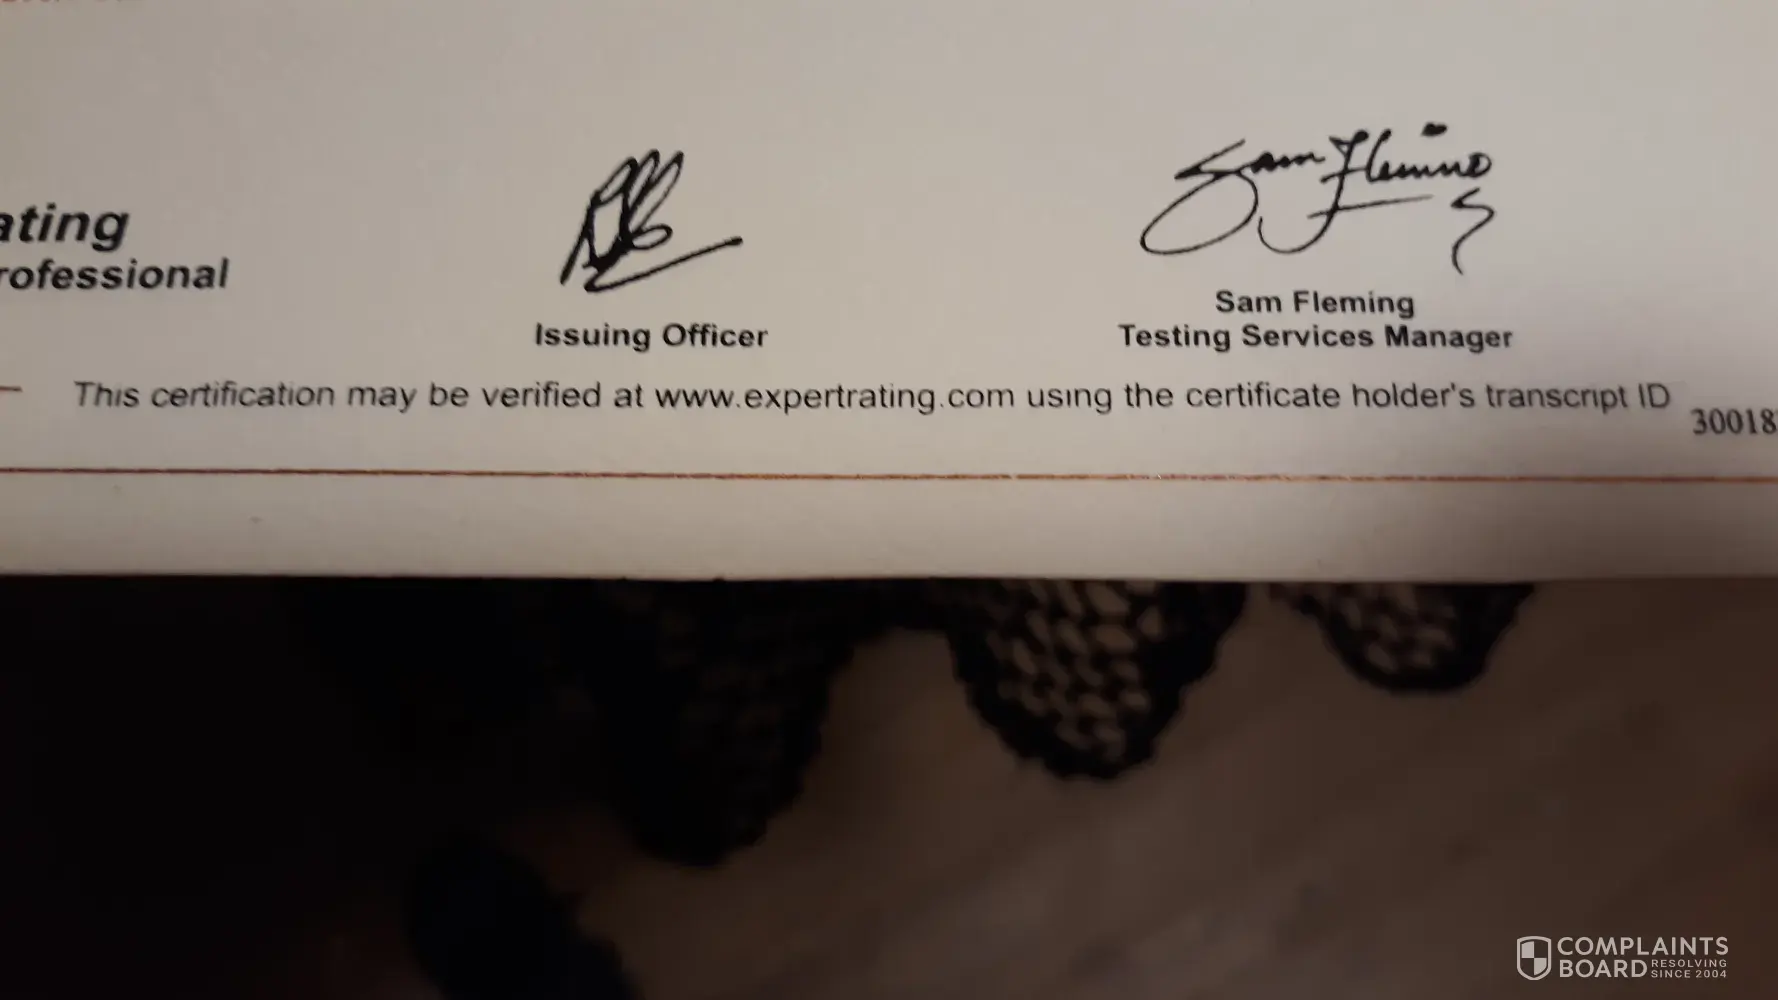 ating
rofessional
Sam Fleming
Issuing Officer
Sam Fleming
Testing Services Manager
This certification may be verified at www.expertrating.com using the certificate holder's transcript ID
30018
COMPLAINTS
BOARD RESOLVING
SINCE 2004